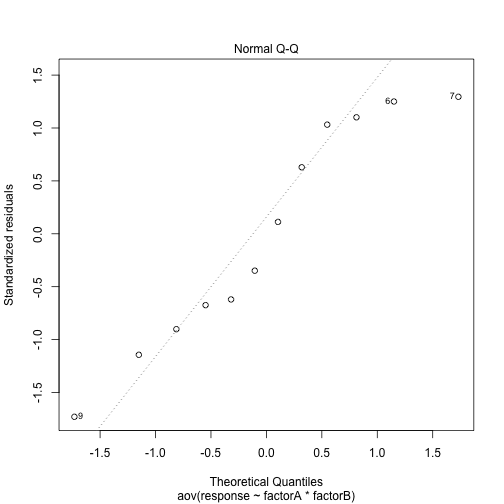 Normal Q-Q
Standardized residuals
1.5
1.0
0.5
0.0
-0.5
-1.0
-1.5
6
7
9
-1.5 -1.0 -0.5 0.0 0.5 1.0 1.5
Theoretical Quantiles
aov(response ~ factorA * factorB)